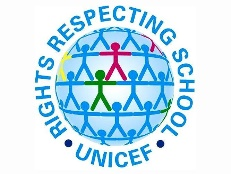 RIGHTS RESPECTING SCHOOL
UNICEF